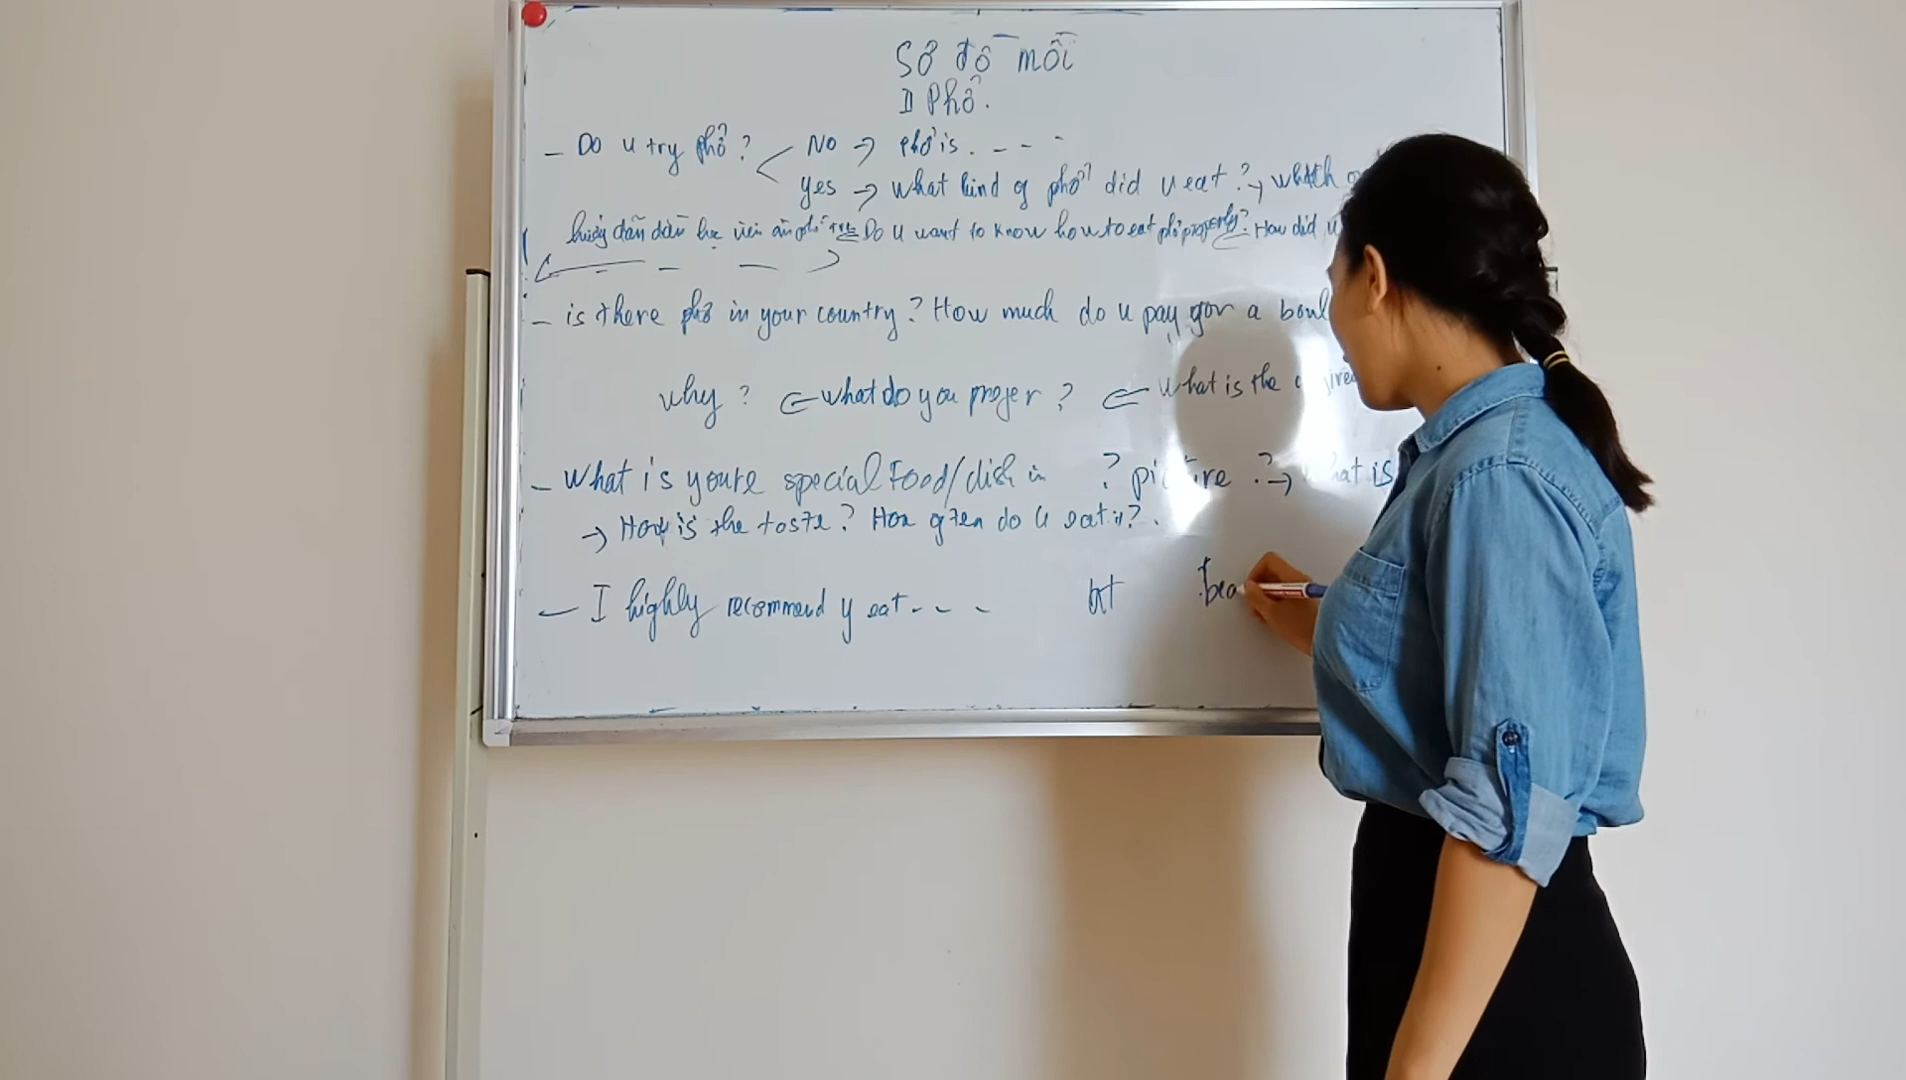 Sơ đồ mối
I Phở.
- Do u try phở? No → phở is. - - -
Yes → What kind of phở did u eat? → which
hướng dẫn dần học viên ăn phở ⇐ Do u want to know how to eat phở properly? ⇐ How did u
- is there phở in your country? How much do u pay for a bowl
why? ⇐ what do you prefer? ⇐ What is the
- What is youre special Food/dish in ? picture ? → What is
→ How is the taste? How often do u eat it?.
- I highly recommend y eat - - - at bea